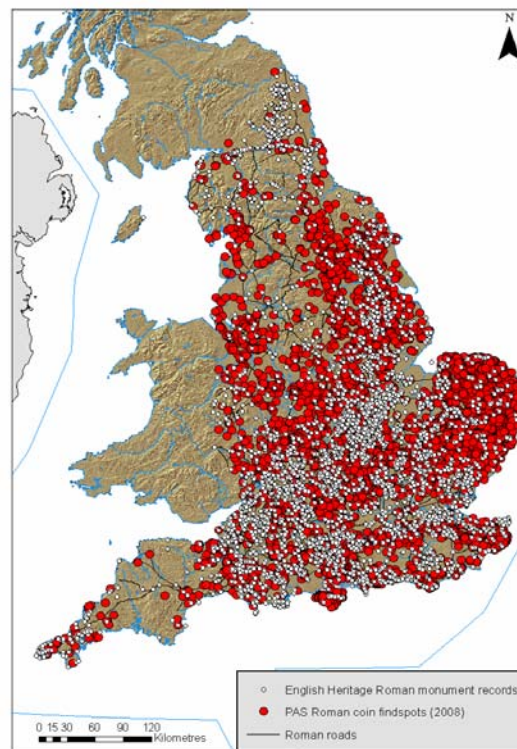 N
English Heritage Roman monument records
PAS Roman coin findspots (2008)
Roman roads
0 15 30 60 90 120
Kilometres